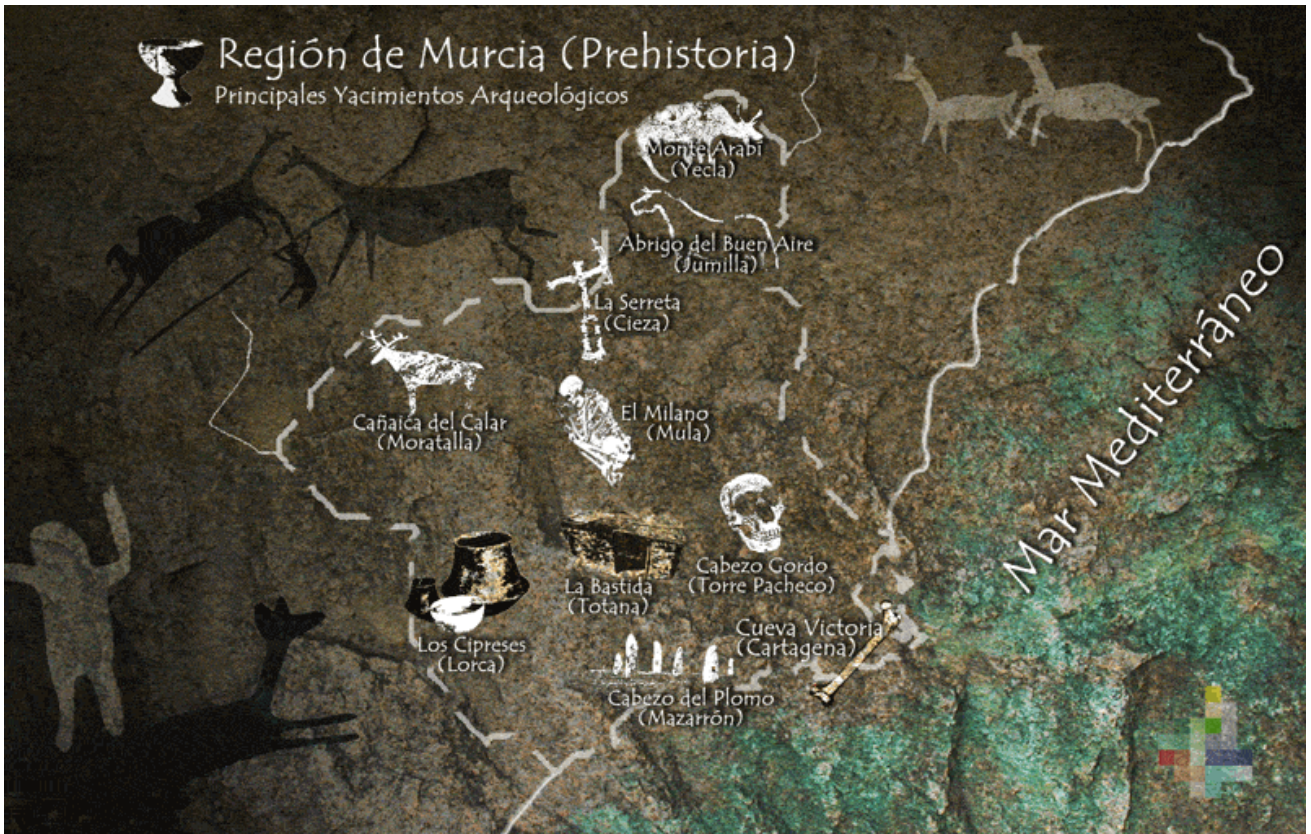 Región de Murcia (Prehistoria)
Principales Yacimientos Arqueológicos
Monte Arabí
(Yecla)
Abrigo del Buen Aire
(Jumilla)
La Serreta
(Cieza)
Cañaica del Calar
(Moratalla)
El Milano
(Mula)
Mar Mediterráneo
Cabezo Gordo
(Torre Pacheco)
La Bastida
(Totana)
Los Cipreses
(Lorca)
Cueva Victoria
(Cartagena)
Cabezo del Plomo
(Mazarrón)